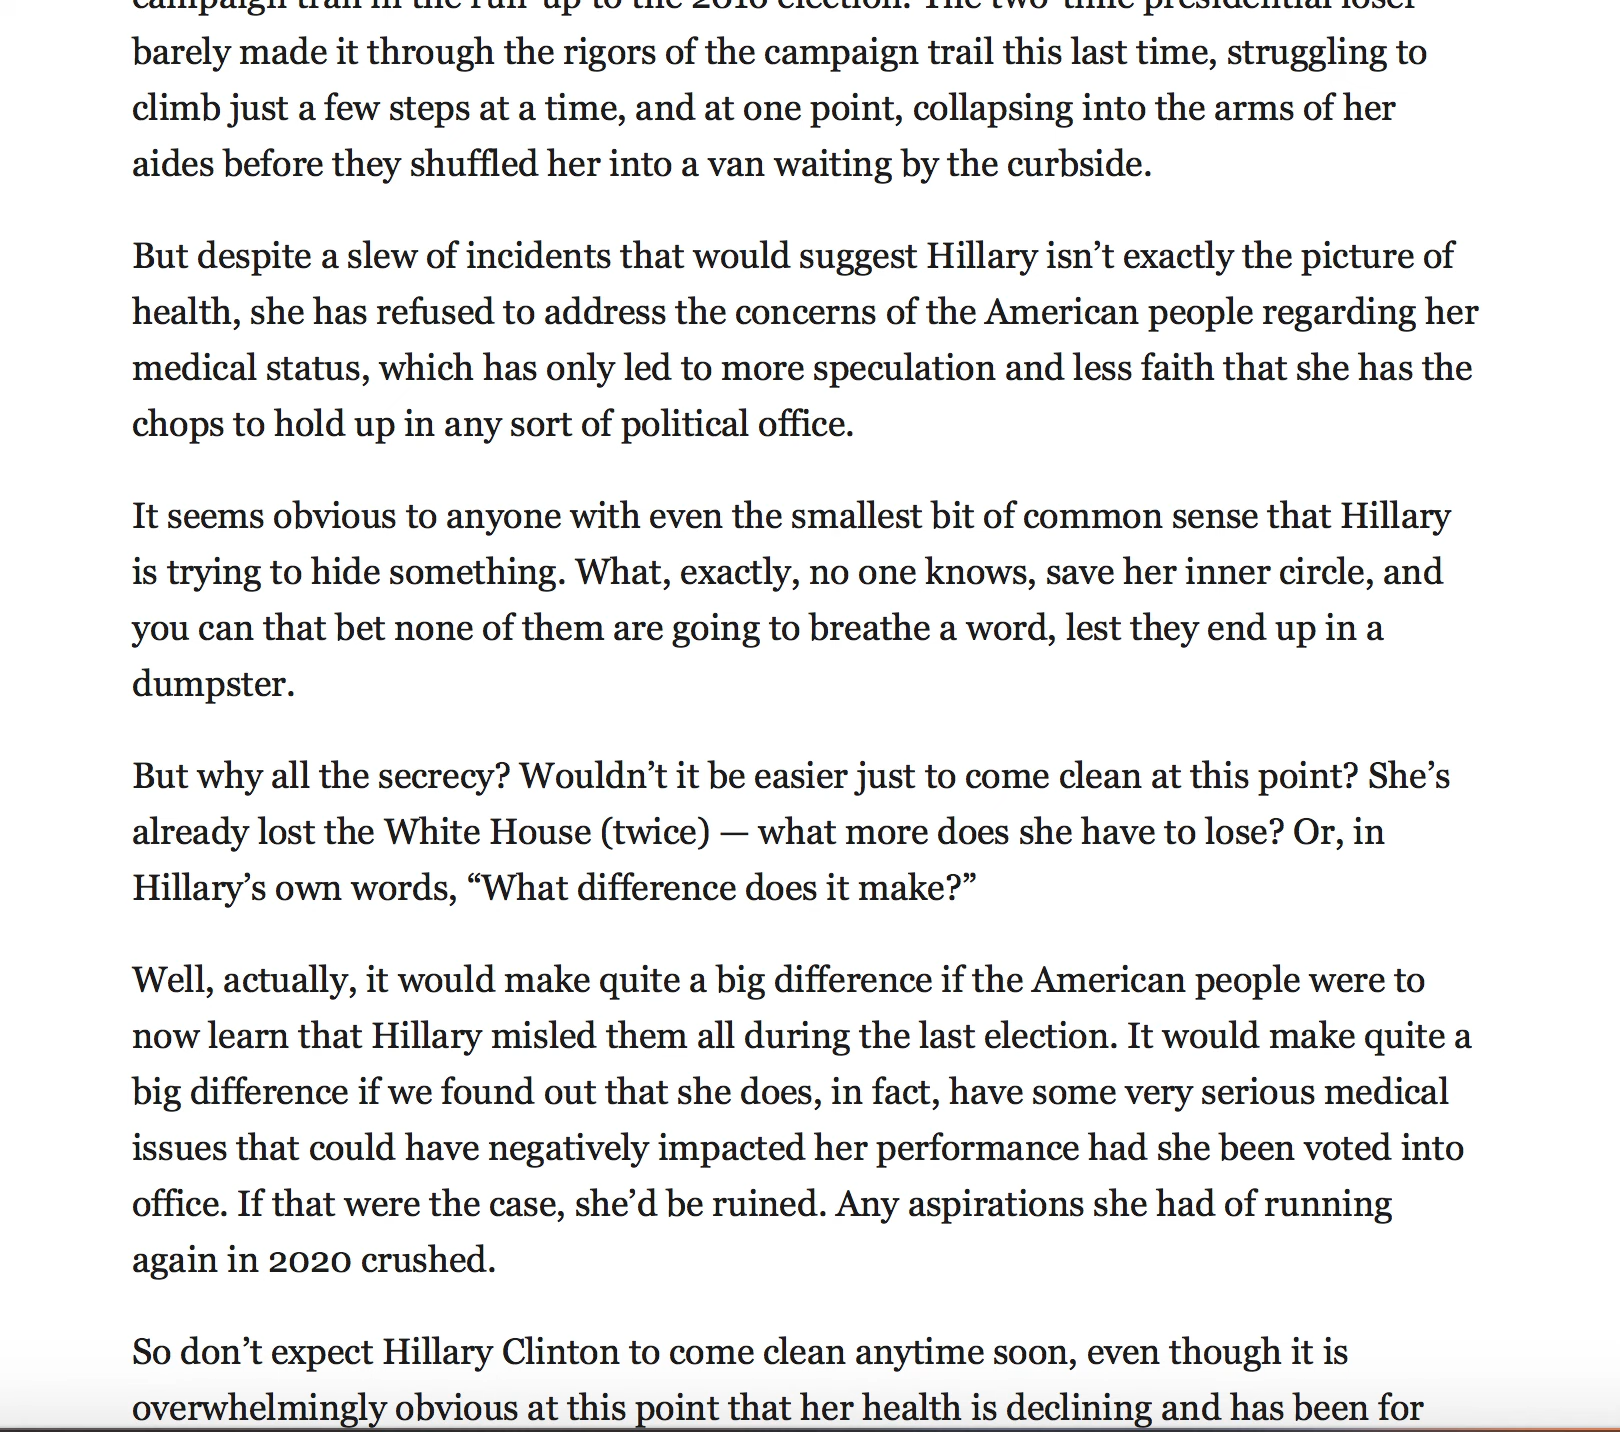 campaign trail in the run-up to the 2016 election. The two-time presidential loser
barely made it through the rigors of the campaign trail this last time, struggling to
climb just a few steps at a time, and at one point, collapsing into the arms of her
aides before they shuffled her into a van waiting by the curbside.
But despite a slew of incidents that would suggest Hillary isn’t exactly the picture of
health, she has refused to address the concerns of the American people regarding her
medical status, which has only led to more speculation and less faith that she has the
chops to hold up in any sort of political office.
It seems obvious to anyone with even the smallest bit of common sense that Hillary
is trying to hide something. What, exactly, no one knows, save her inner circle, and
you can that bet none of them are going to breathe a word, lest they end up in a
dumpster.
But why all the secrecy? Wouldn’t it be easier just to come clean at this point? She’s
already lost the White House (twice) — what more does she have to lose? Or, in
Hillary’s own words, “What difference does it make?”
Well, actually, it would make quite a big difference if the American people were to
now learn that Hillary misled them all during the last election. It would make quite a
big difference if we found out that she does, in fact, have some very serious medical
issues that could have negatively impacted her performance had she been voted into
office. If that were the case, she’d be ruined. Any aspirations she had of running
again in 2020 crushed.
So don’t expect Hillary Clinton to come clean anytime soon, even though it is
overwhelmingly obvious at this point that her health is declining and has been for